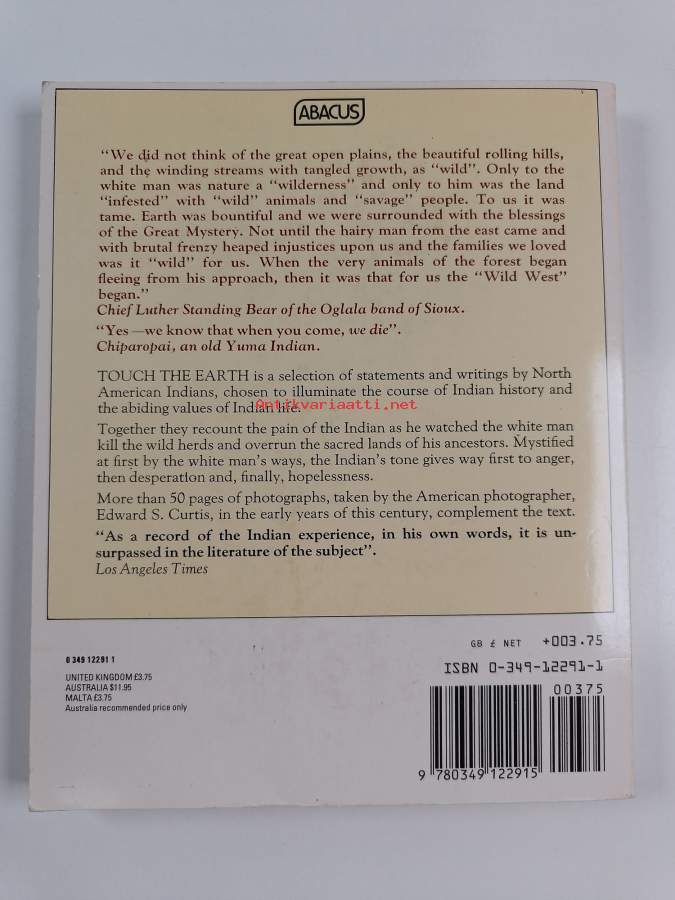 ABACUS
"We did not think of the great open plains, the beautiful rolling hills,
and the winding streams with tangled growth, as "wild". Only to the
white man was nature a "wilderness" and only to him was the land
"infested" with "wild" animals and "savage" people. To us it was
tame. Earth was bountiful and we were surrounded with the blessings
of the Great Mystery. Not until the hairy man from the east came and
with brutal frenzy heaped injustices upon us and the families we loved
was it "wild" for us. When the very animals of the forest began
fleeing from his approach, then it was that for us the "Wild West"
began."
Chief Luther Standing Bear of the Oglala band of Sioux.
"Yes —we know that when you come, we die".
Chiparopai, an old Yuma Indian.
TOUCH THE EARTH is a selection of statements and writings by North
American Indians, chosen to illuminate the course of Indian history and
the abiding values of Indian life.
Antikvariaatti.net
Together they recount the pain of the Indian as he watched the white man
kill the wild herds and overrun the sacred lands of his ancestors. Mystified
at first by the white man's ways, the Indian's tone gives way first to anger,
then desperation and, finally, hopelessness.
More than 50 pages of photographs, taken by the American photographer,
Edward S. Curtis, in the early years of this century, complement the text.
"As a record of the Indian experience, in his own words, it is un-
surpassed in the literature of the subject".
Los Angeles Times
GB £ NET +003.75
ISBN 0-349-12291-1
00375
9 780349 122915
0 349 12291 1
UNITED KINGDOM £3.75
AUSTRALIA $11.95
MALTA £3.75
Australia recommended price only